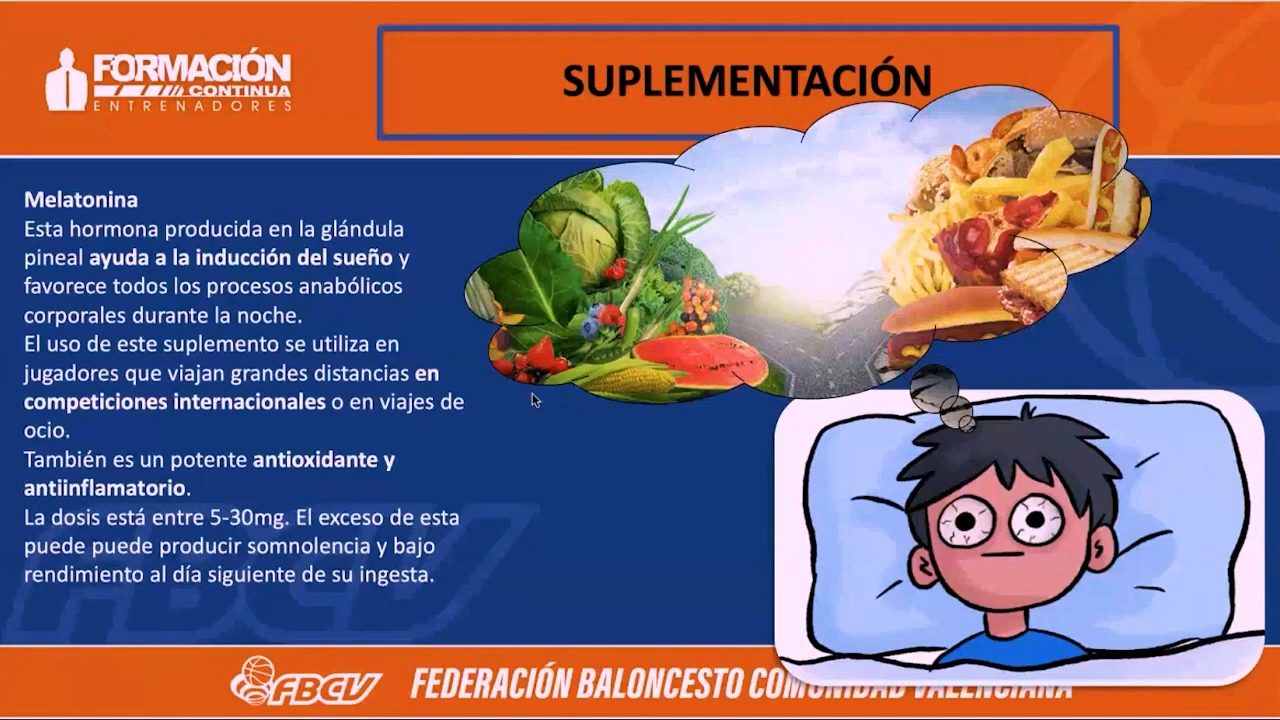 FORMACIÓN
CONTINUA
ENTRENADORES
SUPLEMENTACIÓN
Melatonina
Esta hormona producida en la glándula
pineal ayuda a la inducción del sueño y
favorece todos los procesos anabólicos
corporales durante la noche.
El uso de este suplemento se utiliza en
jugadores que viajan grandes distancias en
competiciones internacionales o en viajes de
ocio.
También es un potente antioxidante y
antiinflamatorio.
La dosis está entre 5-30mg. El exceso de esta
puede puede producir somnolencia y bajo
rendimiento al día siguiente de su ingesta.
FBCV
FBCV FEDERACIÓN BALONCESTO COMUNIDAD VALENCIANA